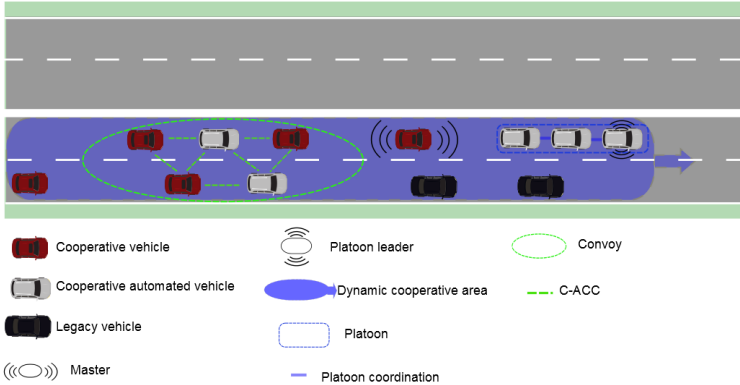 Cooperative vehicle
Platoon leader
Convoy
Cooperative automated vehicle
Dynamic cooperative area
C-ACC
Legacy vehicle
Platoon
Master
Platoon coordination